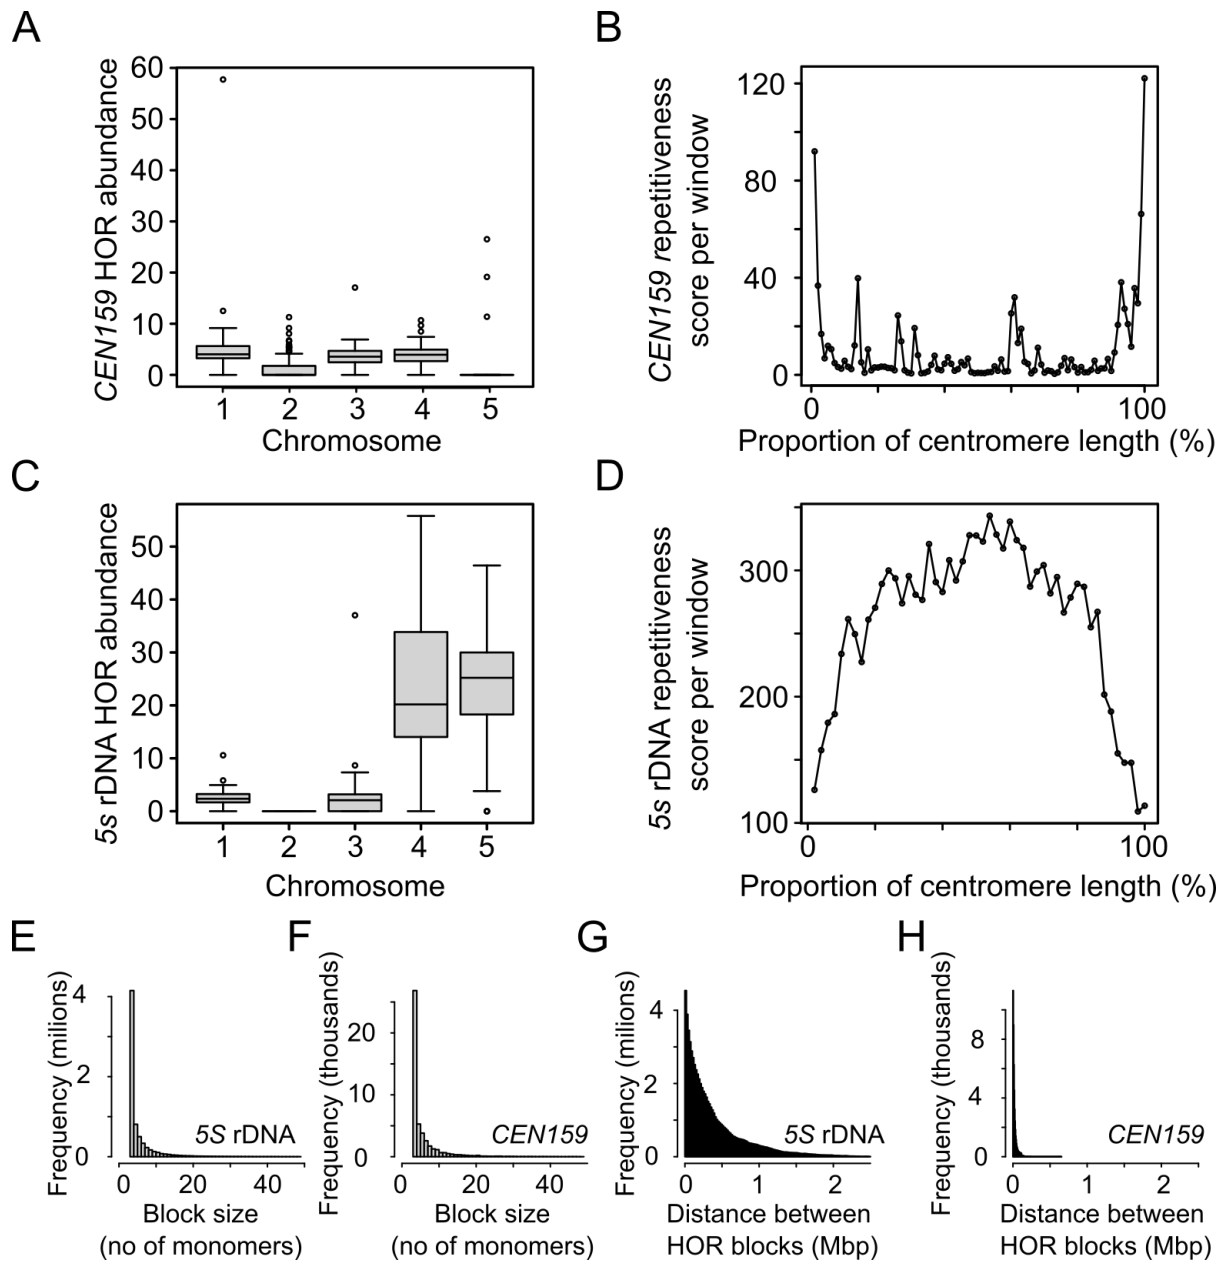 A
CEN159 HOR abundance
60
50
40
30
20
10
0
1 2 3 4 5
Chromosome
B
CEN159 repetitiveness
score per window
120
80
40
0
0 100
Proportion of centromere length (%)
C
5s rDNA HOR abundance
50
40
30
20
10
0
1 2 3 4 5
Chromosome
D
5s rDNA repetitiveness
score per window
300
200
100
0 100
Proportion of centromere length (%)
E
Frequency (milions)
4
2
0
5S rDNA
0 20 40
Block size
(no of monomers)
F
Frequency (thousands)
20
10
0
CEN159
0 20 40
Block size
(no of monomers)
G
Frequency (milions)
4
2
0
5S rDNA
0 1 2
Distance between
HOR blocks (Mbp)
H
Frequency (thousands)
8
4
0
CEN159
0 1 2
Distance between
HOR blocks (Mbp)